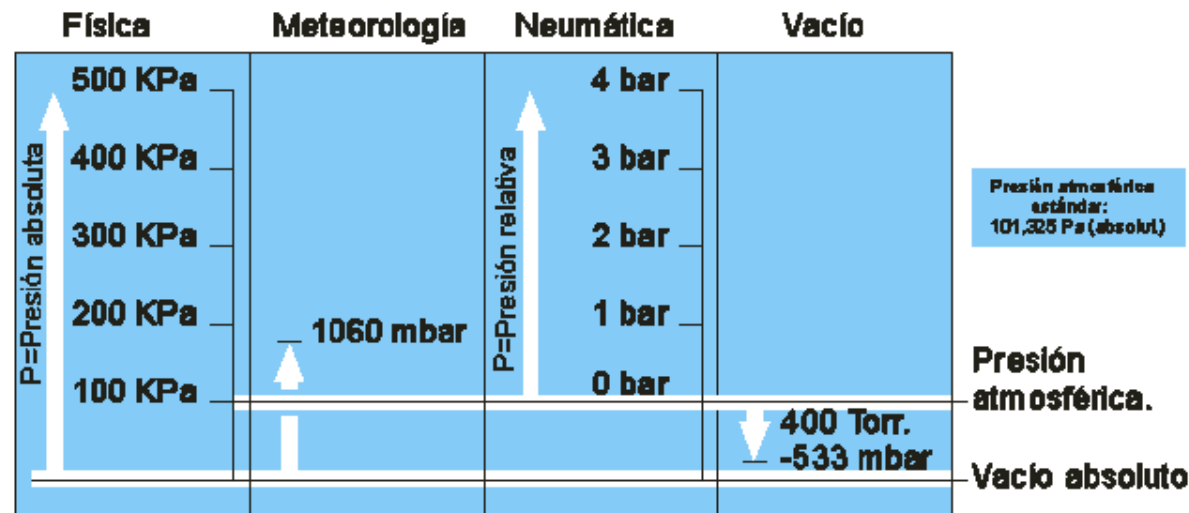 Física
Meteorología
Neumática
Vacío
P=Presión absoluta
500 KPa
400 KPa
300 KPa
200 KPa
100 KPa
1060 mbar
P=Presión relativa
4 bar
3 bar
2 bar
1 bar
0 bar
400 Torr.
-533 mbar
Presión atmosférica
estándar:
101,325 Pa (absolut.)
Presión
atmosférica.
Vacío absoluto